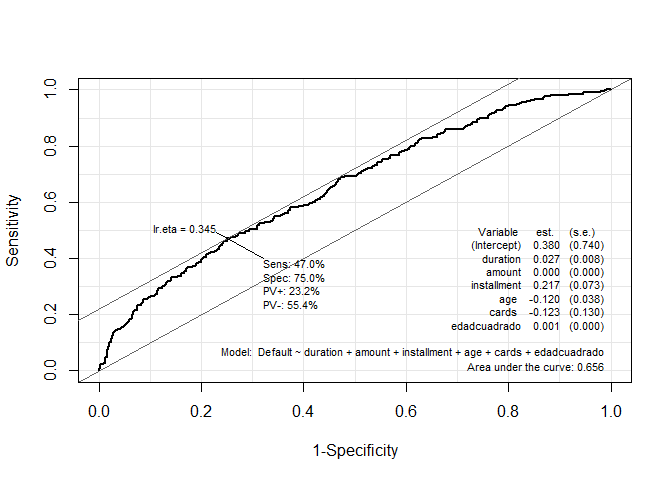 1.0
0.8
0.6
0.4
0.2
0.0
Sensitivity
lr.eta = 0.345
Sens: 47.0%
Spec: 75.0%
PV+: 23.2%
PV-: 55.4%
Variable est. (s.e.)
(Intercept) 0.380 (0.740)
duration 0.027 (0.008)
amount 0.000 (0.000)
installment 0.217 (0.073)
age -0.120 (0.038)
cards -0.123 (0.130)
edadcuadrado 0.001 (0.000)
Model: Default ~ duration + amount + installment + age + cards + edadcuadrado
Area under the curve: 0.656
0.0 0.2 0.4 0.6 0.8 1.0
1-Specificity